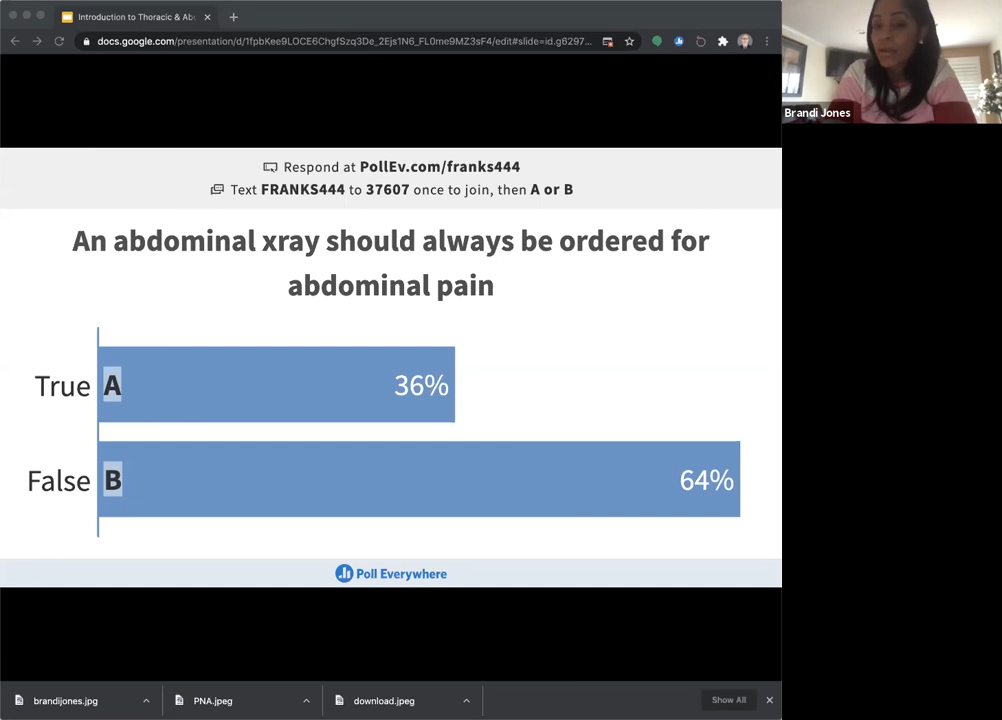 Introduction to Thoracic & Ab
docs.google.com/presentation/d/1fpbKee9LOCE6ChgfSzq3De_2Ejs1N6_FL0me9MZ3sF4/edit#slide=id.g6297...
Brandi Jones
Respond at PollEv.com/franks444
Text FRANKS444 to 37607 once to join, then A or B
An abdominal xray should always be ordered for
abdominal pain
True A 36%
False B 64%
Poll Everywhere
brandijones.jpg
PNA.jpeg
download.jpeg
Show All